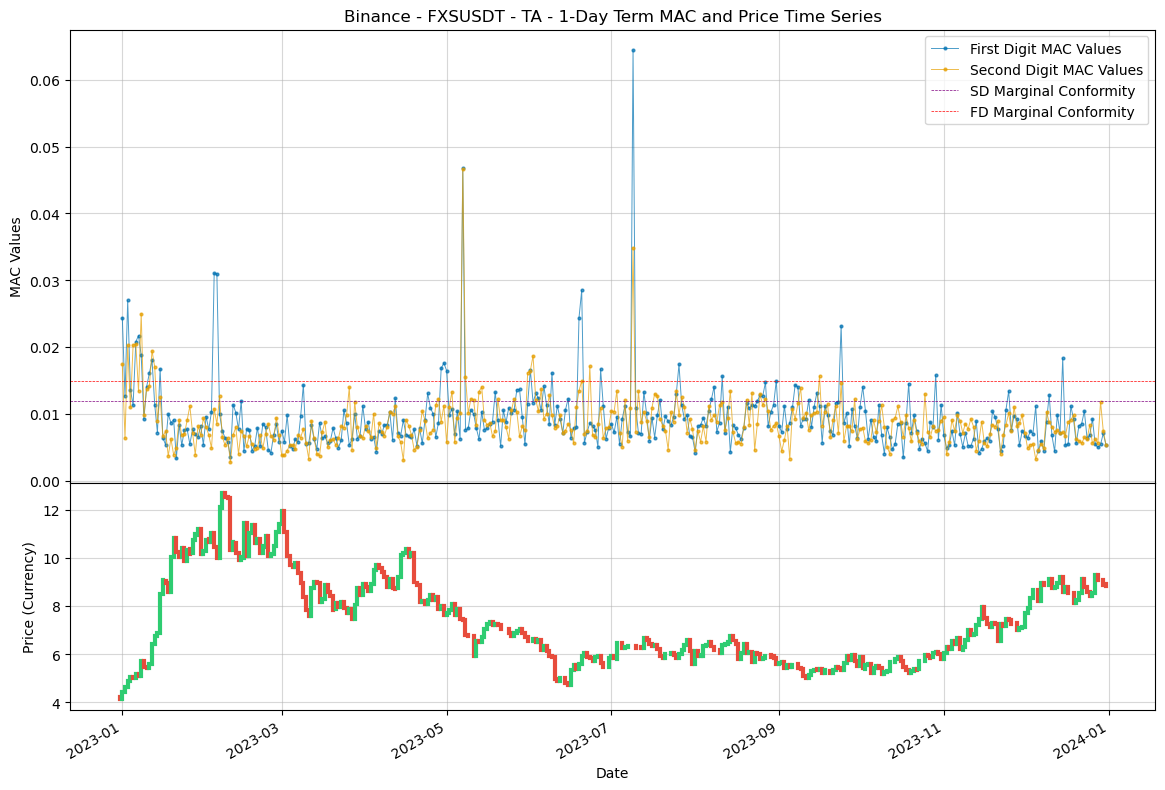 Binance - FXSUSDT - TA - 1-Day Term MAC and Price Time Series
First Digit MAC Values
Second Digit MAC Values
SD Marginal Conformity
FD Marginal Conformity
MAC Values
0.06
0.05
0.04
0.03
0.02
0.01
0.00
Price (Currency)
12
10
8
6
4
2023-01
2023-03
2023-05
2023-07
2023-09
2023-11
2024-01
Date